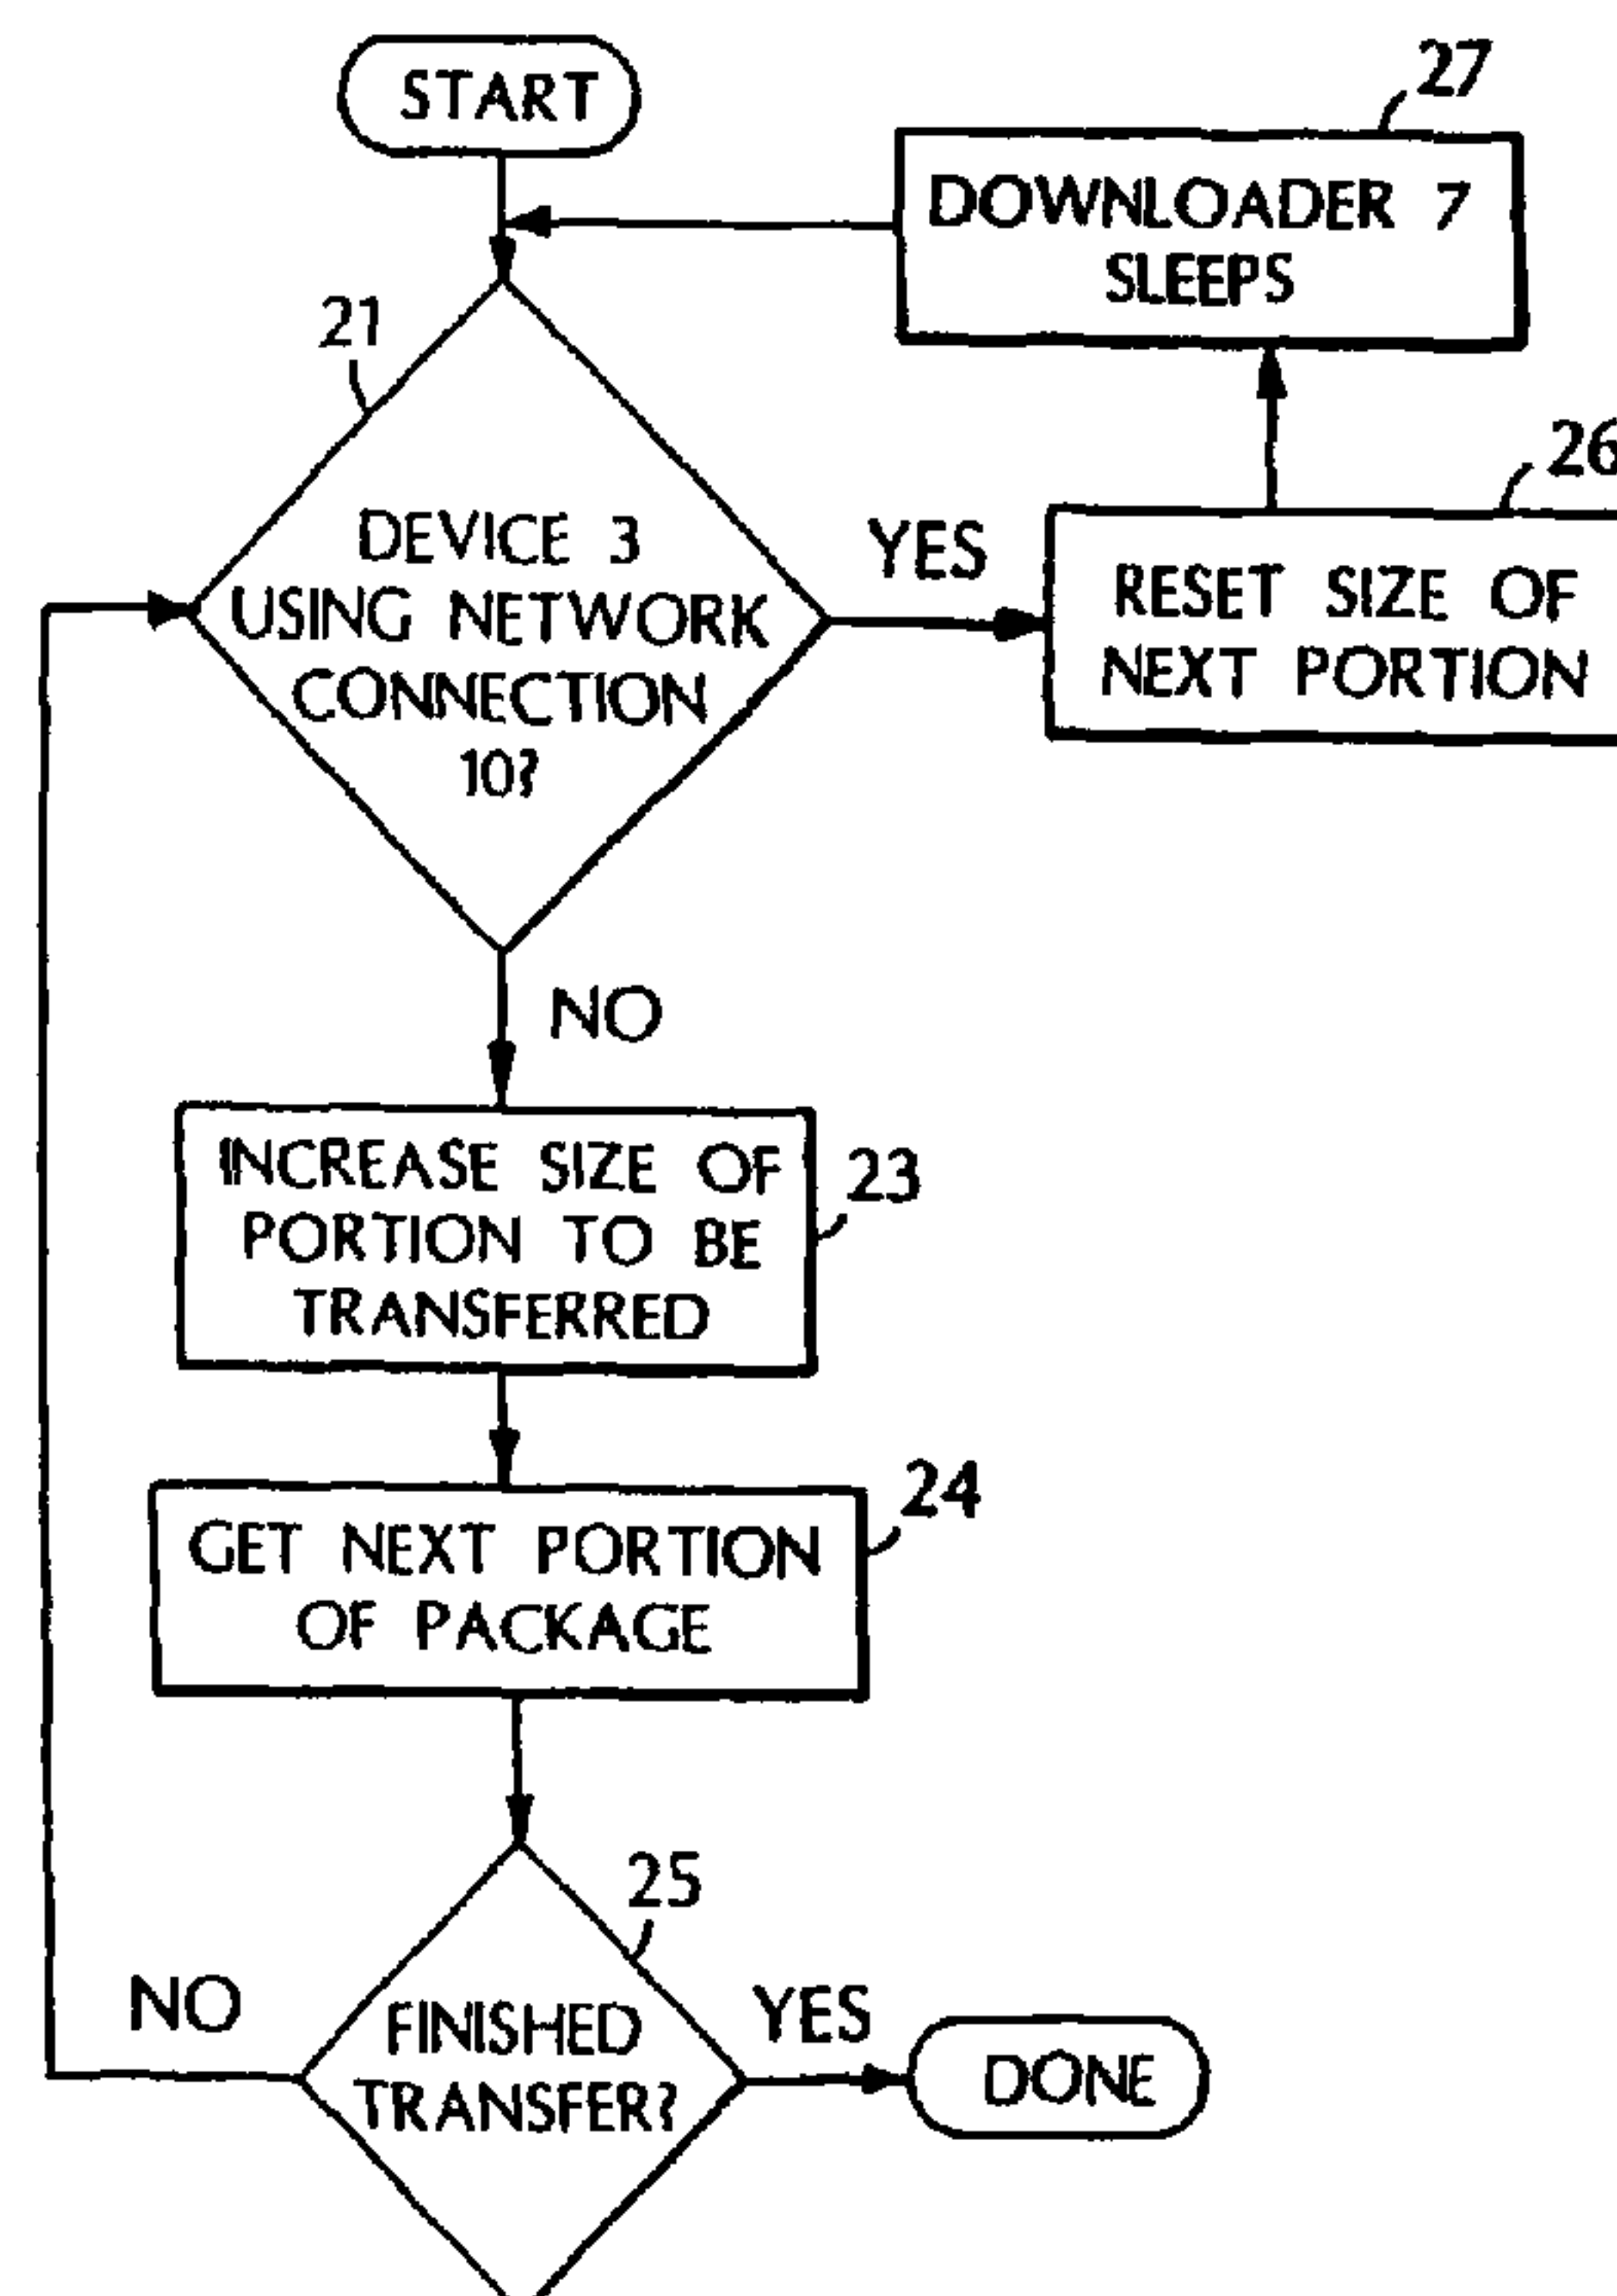 START
27
DOWNLOADER 7
SLEEPS
21
26
DEVICE 3
USING NETWORK
CONNECTION
10?
YES
RESET SIZE OF
NEXT PORTION
NO
INCREASE SIZE OF
PORTION TO BE
TRANSFERRED
23
GET NEXT PORTION
OF PACKAGE
24
25
NO
FINISHED
TRANSFER?
YES
DONE